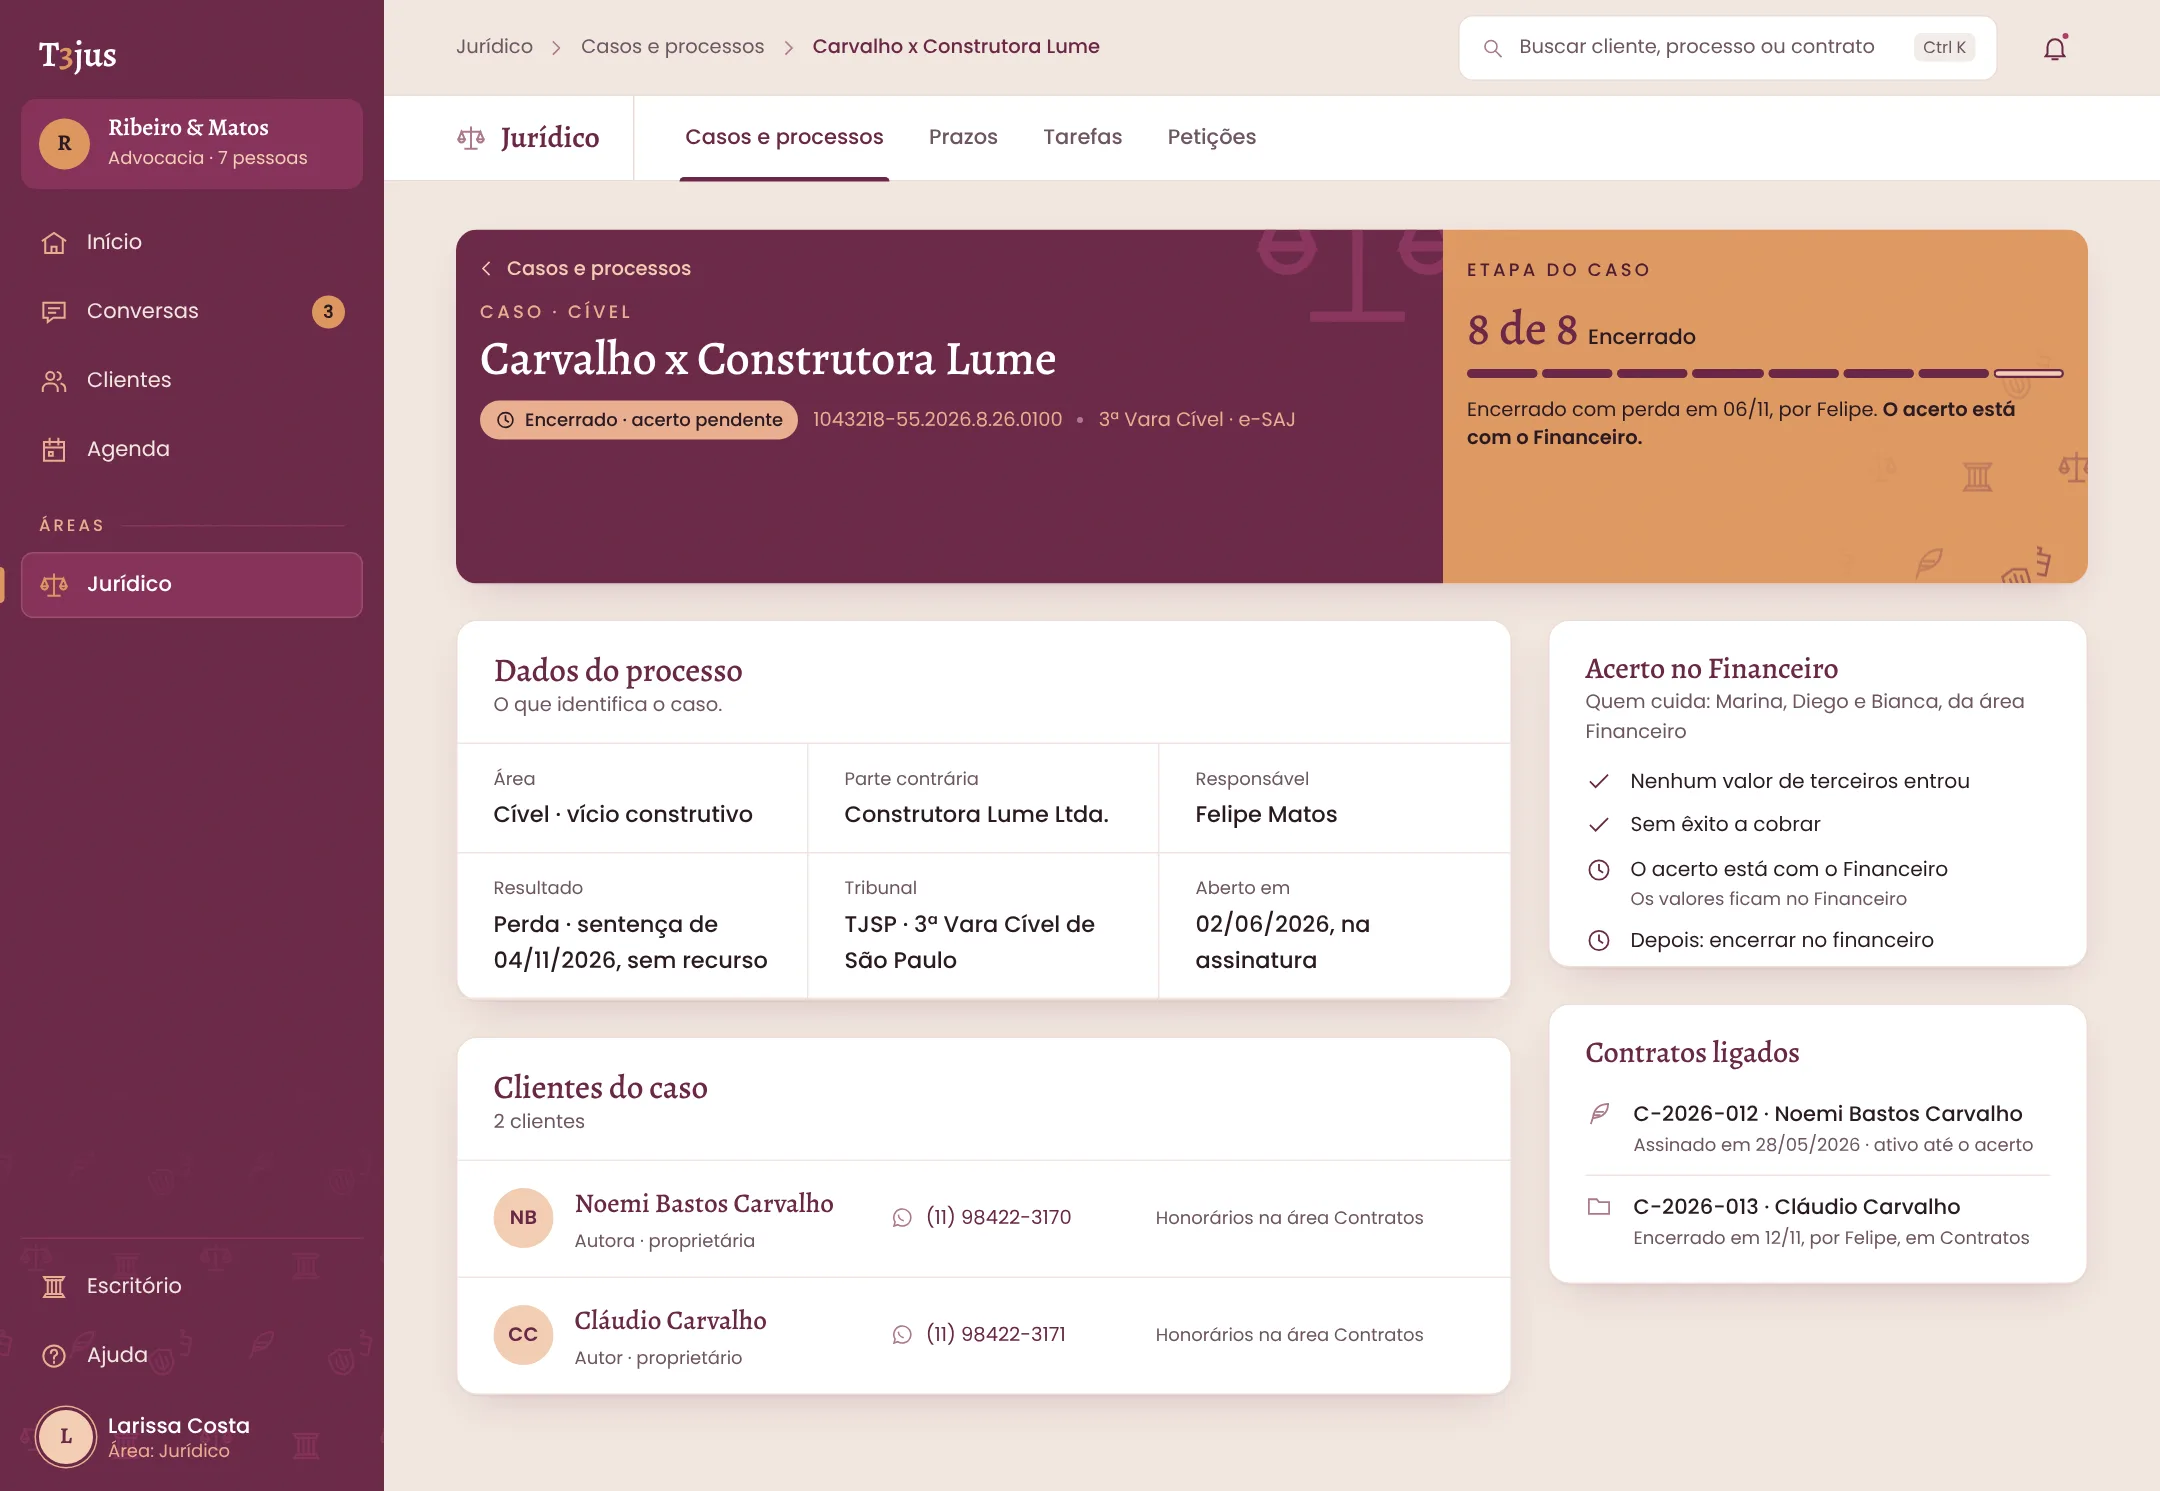 T3jus
R
Ribeiro & Matos
Advocacia · 7 pessoas
Início
Conversas
3
Clientes
Agenda
ÁREAS
Jurídico
Escritório
Ajuda
L
Larissa Costa
Área: Jurídico
Jurídico
Casos e processos
Carvalho x Construtora Lume
Buscar cliente, processo ou contrato
Ctrl K
Jurídico
Casos e processos
Prazos
Tarefas
Petições
Casos e processos
CASO · CÍVEL
Carvalho x Construtora Lume
Encerrado · acerto pendente
1043218-55.2026.8.26.0100 • 3ª Vara Cível · e-SAJ
ETAPA DO CASO
8 de 8 Encerrado
Encerrado com perda em 06/11, por Felipe. O acerto está
com o Financeiro.
Dados do processo
O que identifica o caso.
Área
Cível · vício construtivo
Parte contrária
Construtora Lume Ltda.
Responsável
Felipe Matos
Resultado
Perda · sentença de
04/11/2026, sem recurso
Tribunal
TJSP · 3ª Vara Cível de
São Paulo
Aberto em
02/06/2026, na
assinatura
Clientes do caso
2 clientes
NB
Noemi Bastos Carvalho
Autora · proprietária
(11) 98422-3170
Honorários na área Contratos
CC
Cláudio Carvalho
Autor · proprietário
(11) 98422-3171
Honorários na área Contratos
Acerto no Financeiro
Quem cuida: Marina, Diego e Bianca, da área
Financeiro
Nenhum valor de terceiros entrou
Sem êxito a cobrar
O acerto está com o Financeiro
Os valores ficam no Financeiro
Depois: encerrar no financeiro
Contratos ligados
C-2026-012 · Noemi Bastos Carvalho
Assinado em 28/05/2026 · ativo até o acerto
C-2026-013 · Cláudio Carvalho
Encerrado em 12/11, por Felipe, em Contratos